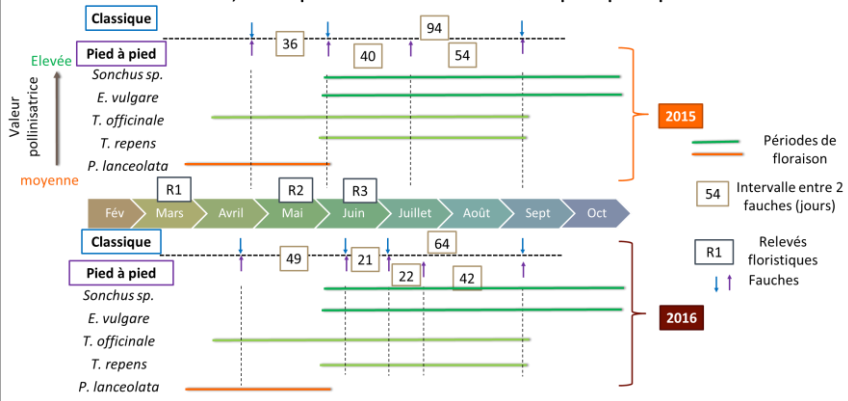 Classique
94
36
Pied à pied
40
54
Elevée
Valeur
pollinisatrice
moyenne
Sonchus sp.
E. vulgare
T. officinale
T. repens
P. lanceolata
2015
Périodes de
floraison
54
Intervalle entre 2
fauches (jours)
R1
R2
R3
Fév
Mars
Avril
Mai
Juin
Juillet
Août
Sept
Oct
Classique
64
49
21
Pied à pied
22
42
R1
Relevés
floristiques
Fauches
Sonchus sp.
E. vulgare
T. officinale
T. repens
P. lanceolata
2016